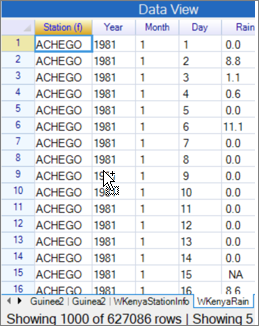 Data View
Station (f) Year Month Day Rain
1 ACHEGO 1981 1 1 0.0
2 ACHEGO 1981 1 2 8.8
3 ACHEGO 1981 1 3 1.1
4 ACHEGO 1981 1 4 0.6
5 ACHEGO 1981 1 5 0.0
6 ACHEGO 1981 1 6 11.1
7 ACHEGO 1981 1 7 0.0
8 ACHEGO 1981 1 8 0.0
9 ACHEGO 1981 1 9 0.0
10 ACHEGO 1981 1 10 0.0
11 ACHEGO 1981 1 11 0.0
12 ACHEGO 1981 1 12 0.0
13 ACHEGO 1981 1 13 0.0
14 ACHEGO 1981 1 14 0.0
15 ACHEGO 1981 1 15 NA
16 ACHEGO 1981 1 16 8.6
Guinee2 Guinea2 WKenyaStationInfo WKenyaRain
Showing 1000 of 627086 rows | Showing 5